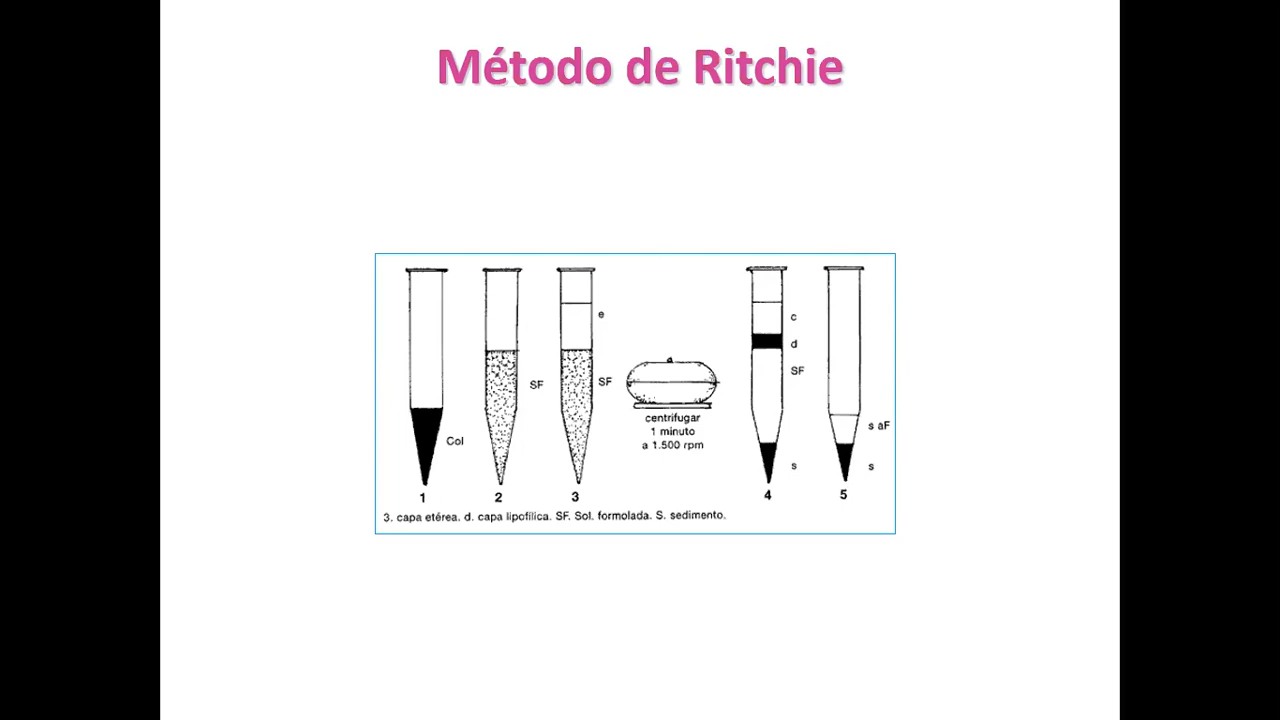 Método de Ritchie
e
c
d
SF
SF
SF
centrifugar
1 minuto
a 1.500 rpm
s aF
Col
s
s
1
2
3
4
5
3. capa etérea. d. capa lipofílica. SF. Sol. formolada. S. sedimento.